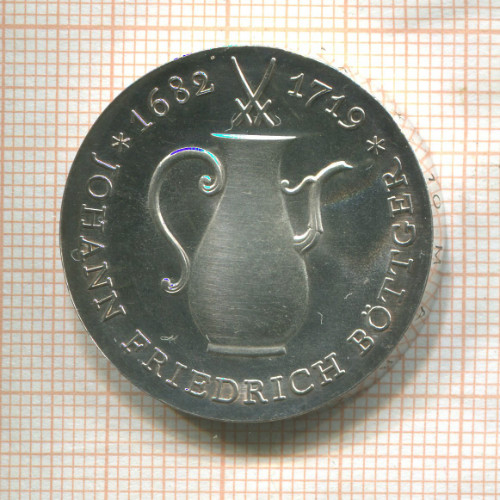 * 1682 1719 *
JOHANN FRIEDRICH BÖTTGER